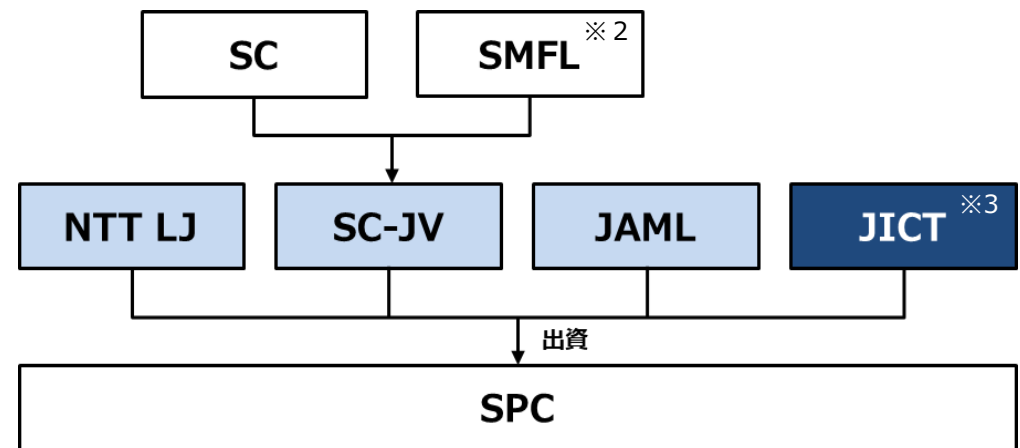 SC
SMFL ※２
NTT LJ
SC-JV
JAML
JICT ※3
出資
SPC